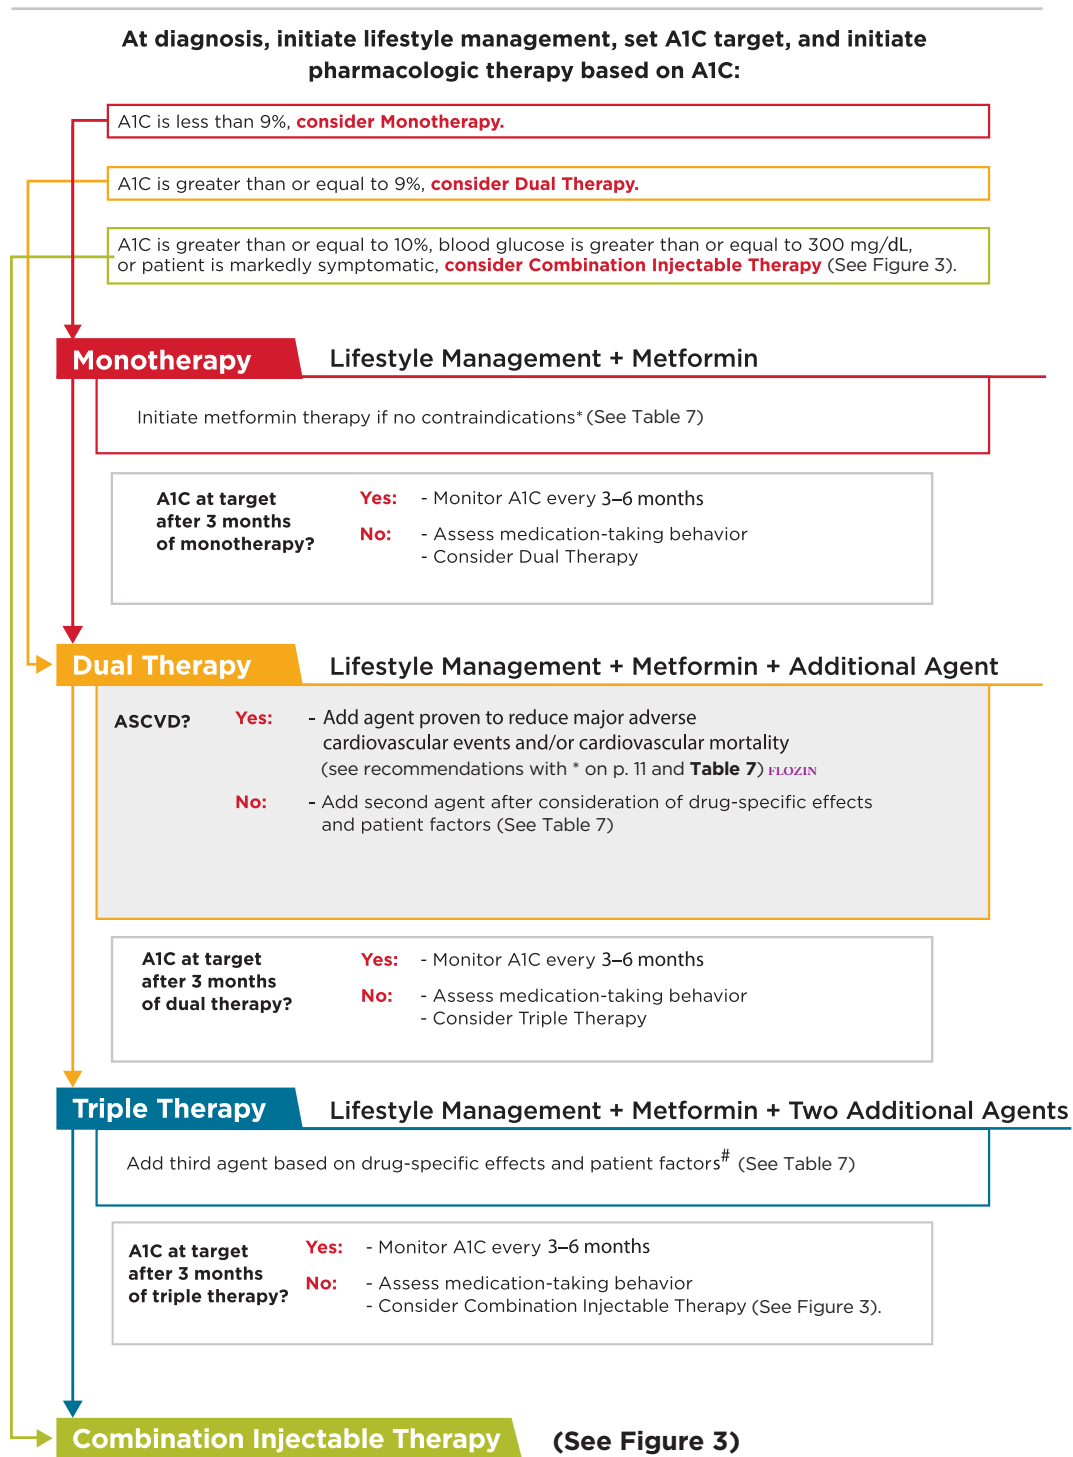 At diagnosis, initiate lifestyle management, set A1C target, and initiate
pharmacologic therapy based on A1C:
A1C is less than 9%, consider Monotherapy.
A1C is greater than or equal to 9%, consider Dual Therapy.
A1C is greater than or equal to 10%, blood glucose is greater than or equal to 300 mg/dL,
or patient is markedly symptomatic, consider Combination Injectable Therapy (See Figure 3).
Monotherapy Lifestyle Management + Metformin
Initiate metformin therapy if no contraindications* (See Table 7)
A1C at target
after 3 months
of monotherapy?
Yes: - Monitor A1C every 3–6 months
No: - Assess medication-taking behavior
- Consider Dual Therapy
Dual Therapy Lifestyle Management + Metformin + Additional Agent
ASCVD? Yes: - Add agent proven to reduce major adverse
cardiovascular events and/or cardiovascular mortality
(see recommendations with * on p. 11 and Table 7) FLOZIN
No: - Add second agent after consideration of drug-specific effects
and patient factors (See Table 7)
A1C at target
after 3 months
of dual therapy?
Yes: - Monitor A1C every 3–6 months
No: - Assess medication-taking behavior
- Consider Triple Therapy
Triple Therapy Lifestyle Management + Metformin + Two Additional Agents
Add third agent based on drug-specific effects and patient factors# (See Table 7)
A1C at target
after 3 months
of triple therapy?
Yes: - Monitor A1C every 3–6 months
No: - Assess medication-taking behavior
- Consider Combination Injectable Therapy (See Figure 3).
Combination Injectable Therapy (See Figure 3)